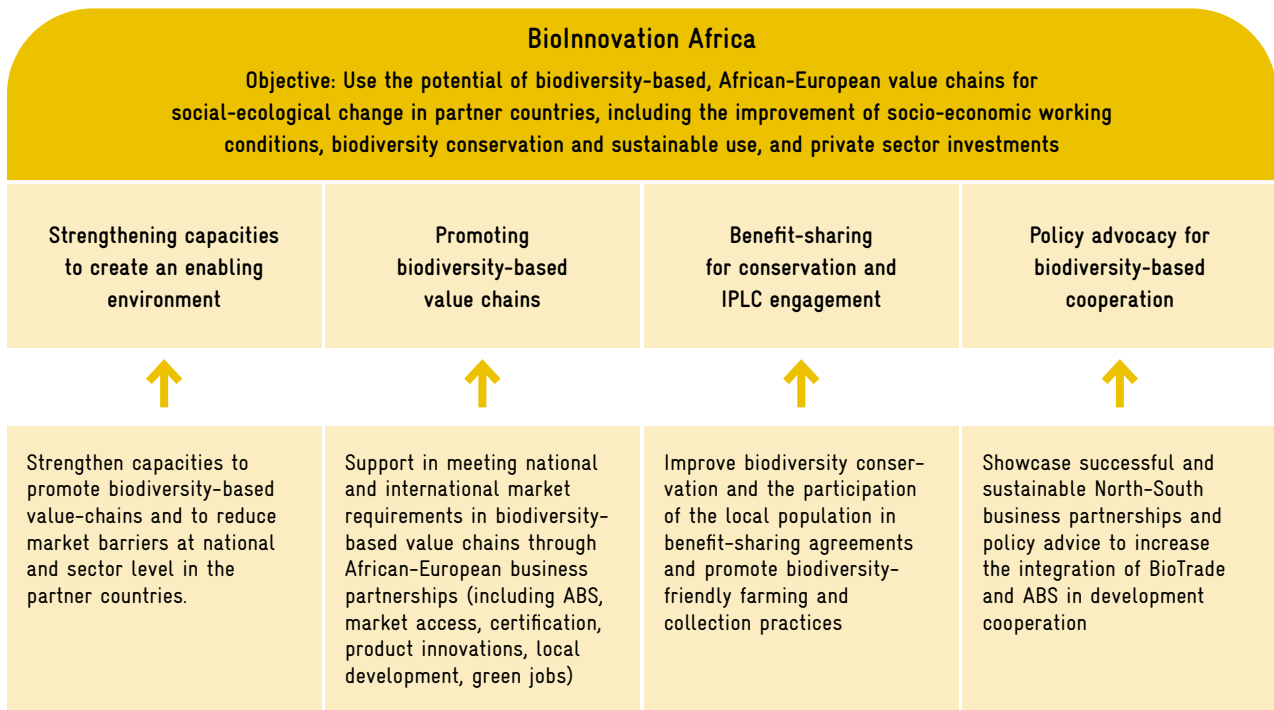 BioInnovation Africa
Objective: Use the potential of biodiversity-based, African-European value chains for
social-ecological change in partner countries, including the improvement of socio-economic working
conditions, biodiversity conservation and sustainable use, and private sector investments
Strengthening capacities
to create an enabling
environment
Promoting
biodiversity-based
value chains
Benefit-sharing
for conservation and
IPLC engagement
Policy advocacy for
biodiversity-based
cooperation
Strengthen capacities to
promote biodiversity-based
value-chains and to reduce
market barriers at national
and sector level in the
partner countries.
Support in meeting national
and international market
requirements in biodiversity-
based value chains through
African-European business
partnerships (including ABS,
market access, certification,
product innovations, local
development, green jobs)
Improve biodiversity conser-
vation and the participation
of the local population in
benefit-sharing agreements
and promote biodiversity-
friendly farming and
collection practices
Showcase successful and
sustainable North-South
business partnerships and
policy advice to increase
the integration of BioTrade
and ABS in development
cooperation